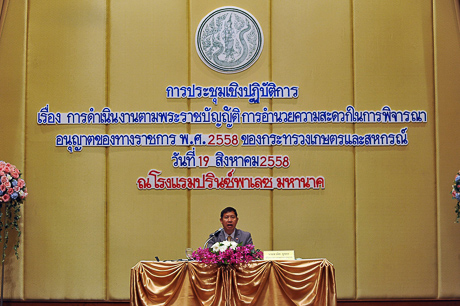 การประชุมเชิงปฏิบัติการ
เรื่อง การดำเนินงานตามพระราชบัญญัติ การอำนวยความสะดวกในการพิจารณา
อนุญาตของทางราชการ พ.ศ. 2558 ของกระทรวงเกษตรและสหกรณ์
วันที่ 19 สิงหาคม 2558
ณ โรงแรมปรินซ์พาเลซ มหานาค